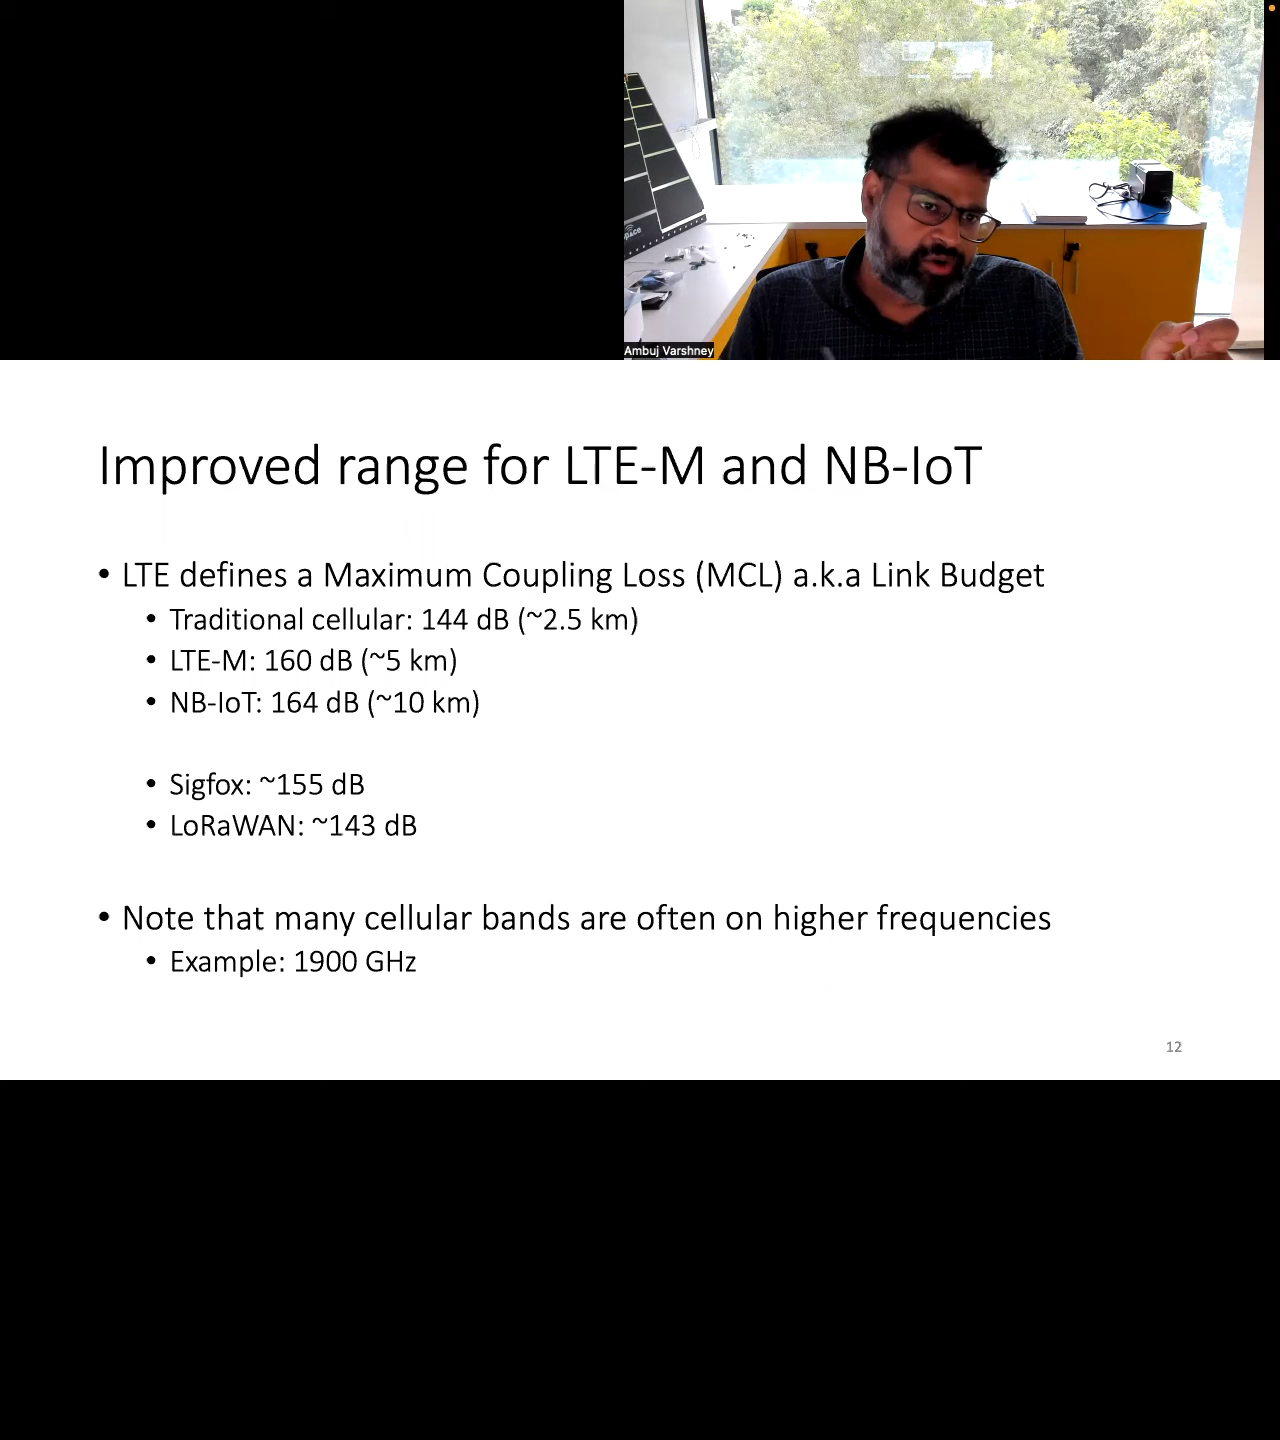 Ambuj Varshney
Improved range for LTE-M and NB-IoT
• LTE defines a Maximum Coupling Loss (MCL) a.k.a Link Budget
• Traditional cellular: 144 dB (~2.5 km)
• LTE-M: 160 dB (~5 km)
• NB-IoT: 164 dB (~10 km)
• Sigfox: ~155 dB
• LoRaWAN: ~143 dB
• Note that many cellular bands are often on higher frequencies
• Example: 1900 GHz
12